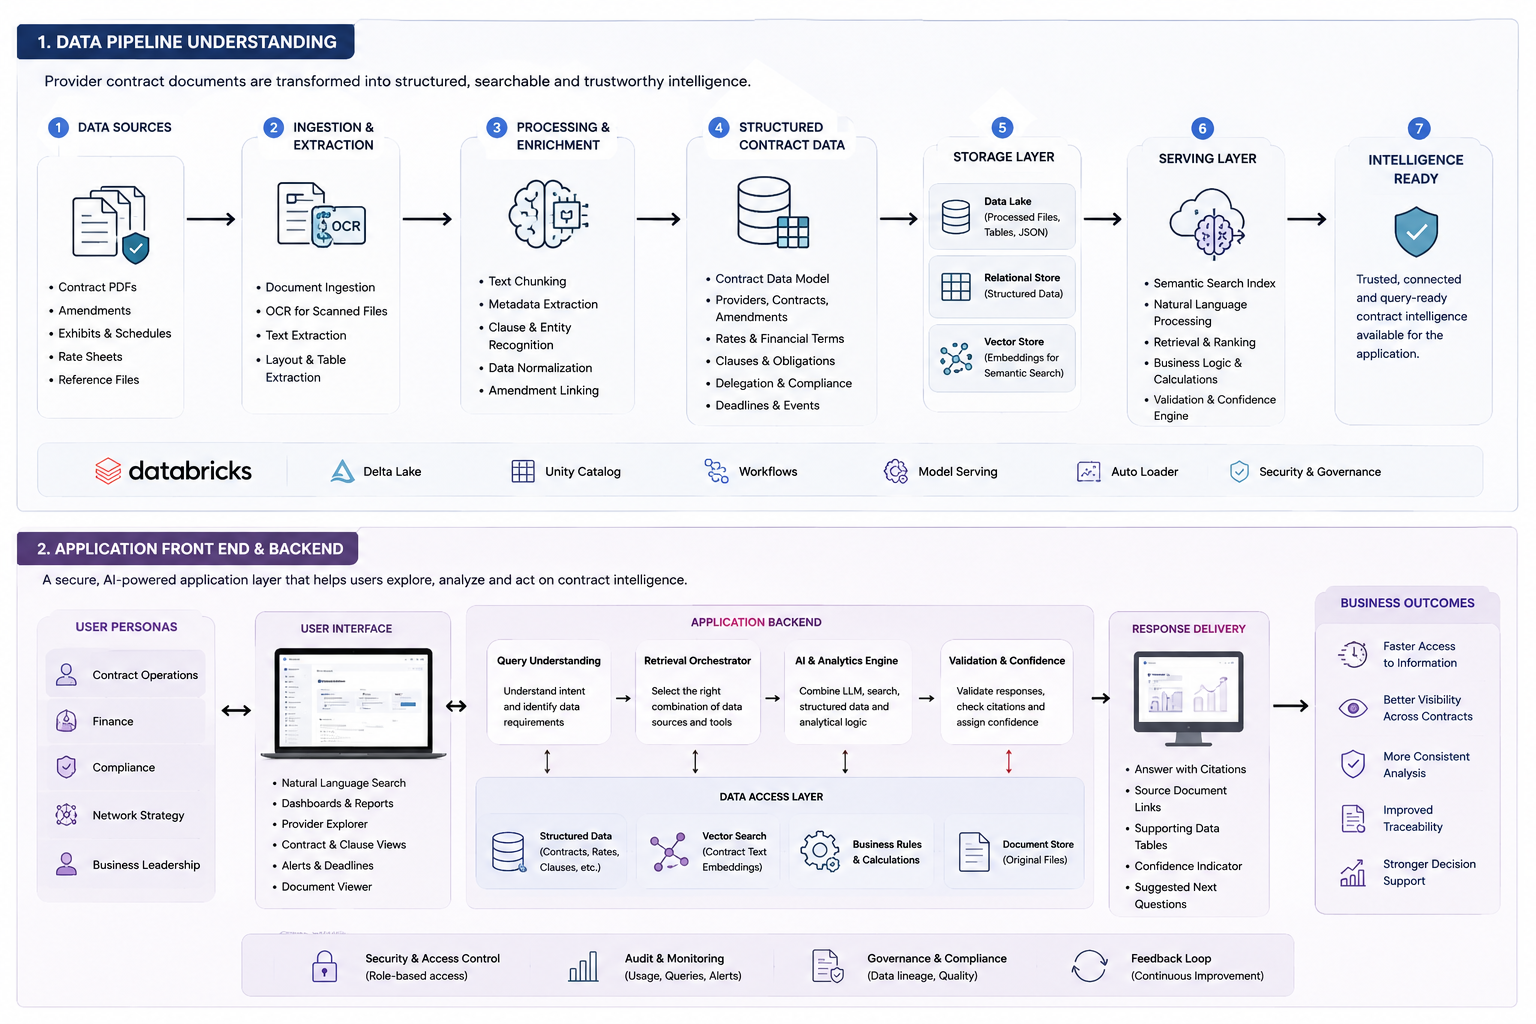 1. DATA PIPELINE UNDERSTANDING
Provider contract documents are transformed into structured, searchable and trustworthy intelligence.
1 DATA SOURCES
• Contract PDFs
• Amendments
• Exhibits & Schedules
• Rate Sheets
• Reference Files
2 INGESTION &
EXTRACTION
OCR
• Document Ingestion
• OCR for Scanned Files
• Text Extraction
• Layout & Table
Extraction
3 PROCESSING &
ENRICHMENT
• Text Chunking
• Metadata Extraction
• Clause & Entity
Recognition
• Data Normalization
• Amendment Linking
4 STRUCTURED
CONTRACT DATA
• Contract Data Model
• Providers, Contracts,
Amendments
• Rates & Financial Terms
• Clauses & Obligations
• Delegation & Compliance
• Deadlines & Events
5
STORAGE LAYER
Data Lake
(Processed Files,
Tables, JSON)
Relational Store
(Structured Data)
Vector Store
(Embeddings for
Semantic Search)
6
SERVING LAYER
• Semantic Search Index
• Natural Language
Processing
• Retrieval & Ranking
• Business Logic &
Calculations
• Validation & Confidence
Engine
7
INTELLIGENCE
READY
Trusted, connected
and query-ready
contract intelligence
available for the
application.
databricks
Delta Lake
Unity Catalog
Workflows
Model Serving
Auto Loader
Security & Governance
2. APPLICATION FRONT END & BACKEND
A secure, AI-powered application layer that helps users explore, analyze and act on contract intelligence.
USER PERSONAS
Contract Operations
Finance
Compliance
Network Strategy
Business Leadership
USER INTERFACE
• Natural Language Search
• Dashboards & Reports
• Provider Explorer
• Contract & Clause Views
• Alerts & Deadlines
• Document Viewer
APPLICATION BACKEND
Query Understanding
Understand intent
and identify data
requirements
Retrieval Orchestrator
Select the right
combination of data
sources and tools
AI & Analytics Engine
Combine LLM, search,
structured data and
analytical logic
Validation & Confidence
Validate responses,
check citations and
assign confidence
DATA ACCESS LAYER
Structured Data
(Contracts, Rates,
Clauses, etc.)
Vector Search
(Contract Text
Embeddings)
Business Rules
& Calculations
Document Store
(Original Files)
RESPONSE DELIVERY
• Answer with Citations
• Source Document
Links
• Supporting Data
Tables
• Confidence Indicator
• Suggested Next
Questions
BUSINESS OUTCOMES
Faster Access
to Information
Better Visibility
Across Contracts
More Consistent
Analysis
Improved
Traceability
Stronger Decision
Support
Security & Access Control
(Role-based access)
Audit & Monitoring
(Usage, Queries, Alerts)
Governance & Compliance
(Data lineage, Quality)
Feedback Loop
(Continuous Improvement)